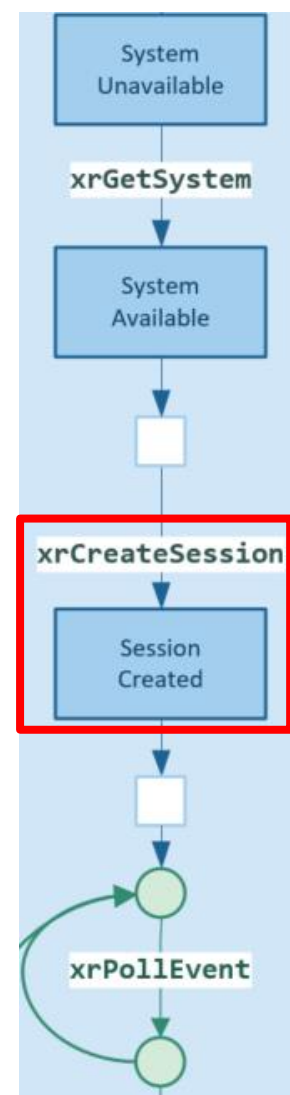 System
Unavailable
xrGetSystem
System
Available
xrCreateSession
Session
Created
xrPollEvent